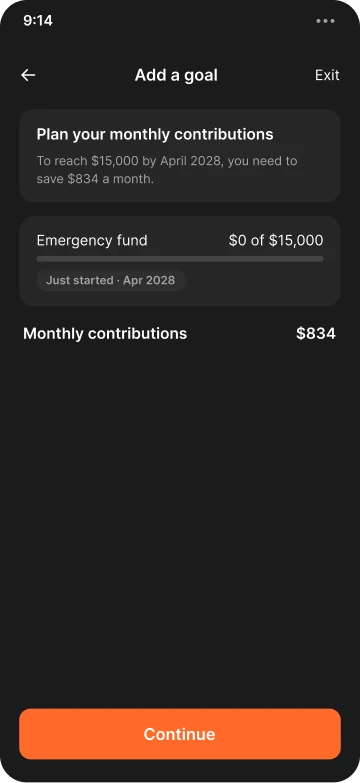 9:14
Add a goal
Exit
Plan your monthly contributions
To reach $15,000 by April 2028, you need to
save $834 a month.
Emergency fund
$0 of $15,000
Just started · Apr 2028
Monthly contributions
$834
Continue